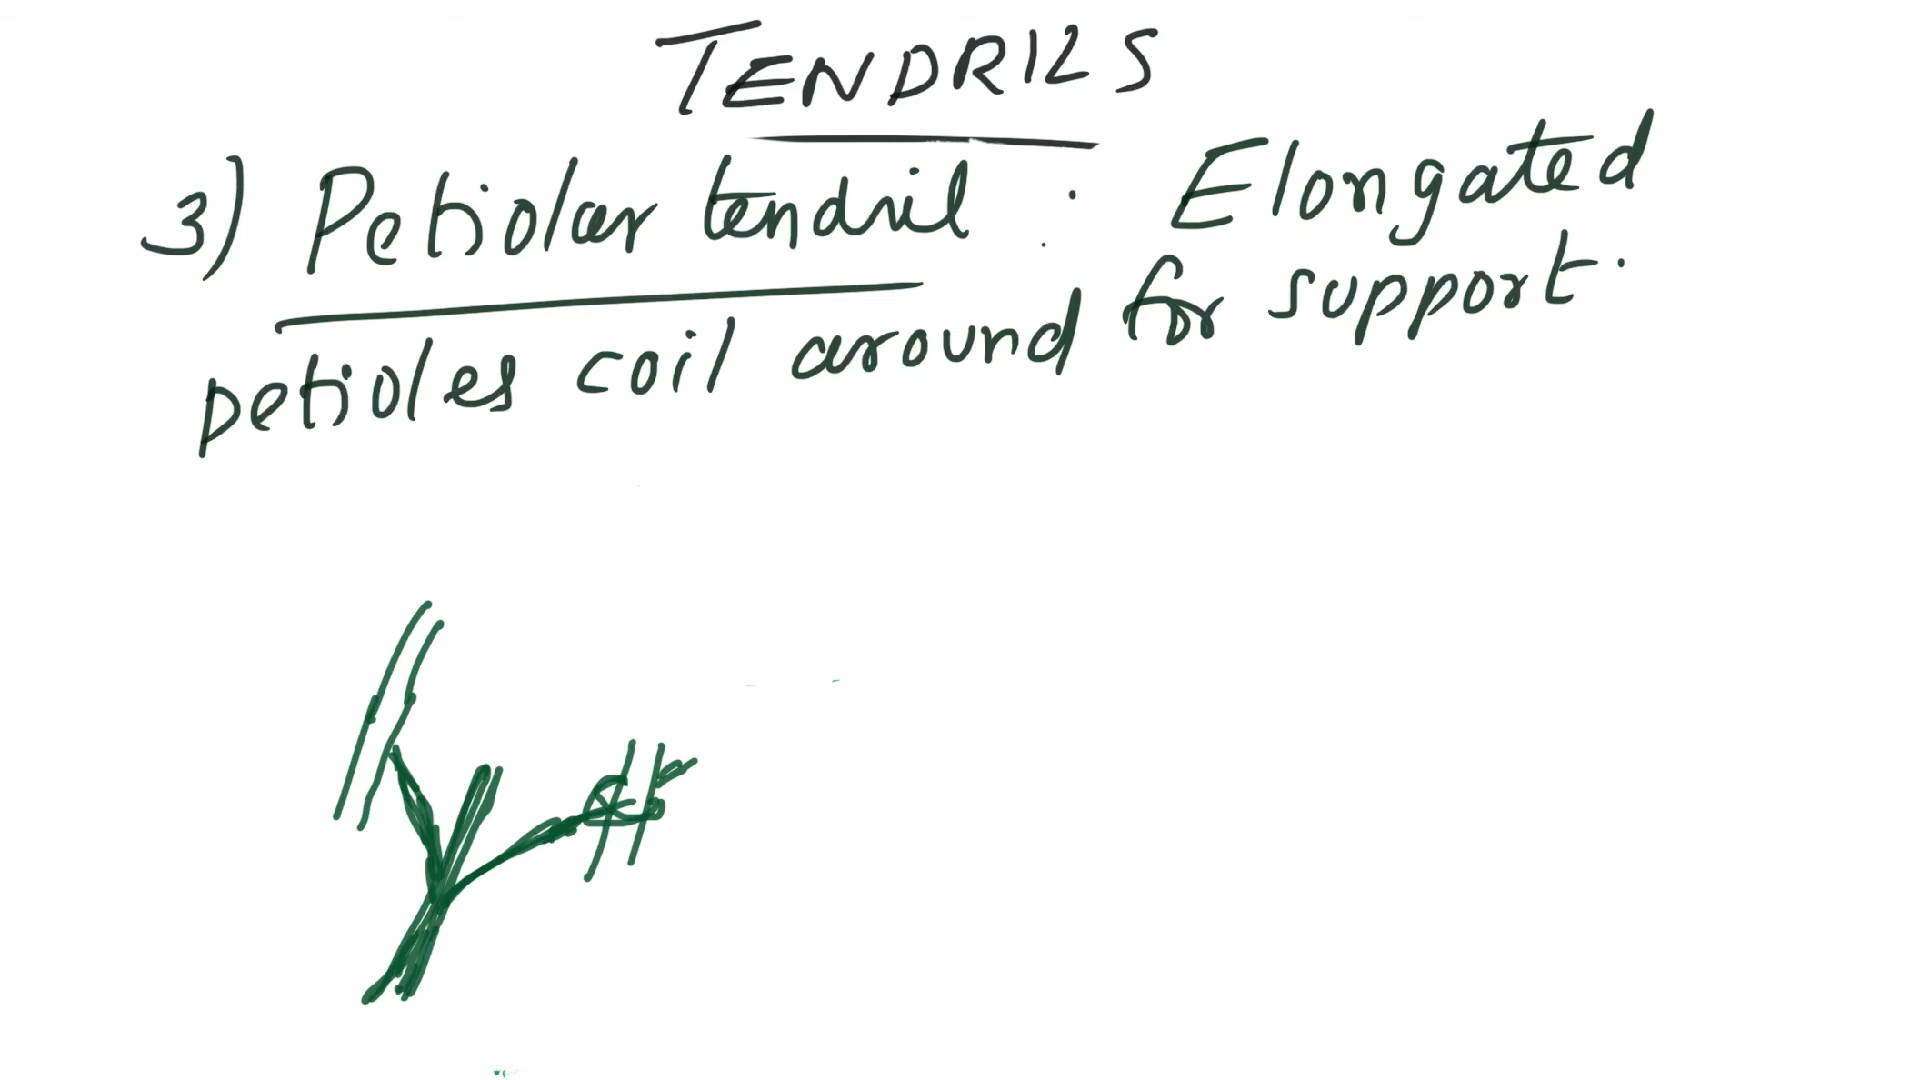 TENDRILS
3) Petiolar tendril : Elongated
petioles coil around for support.